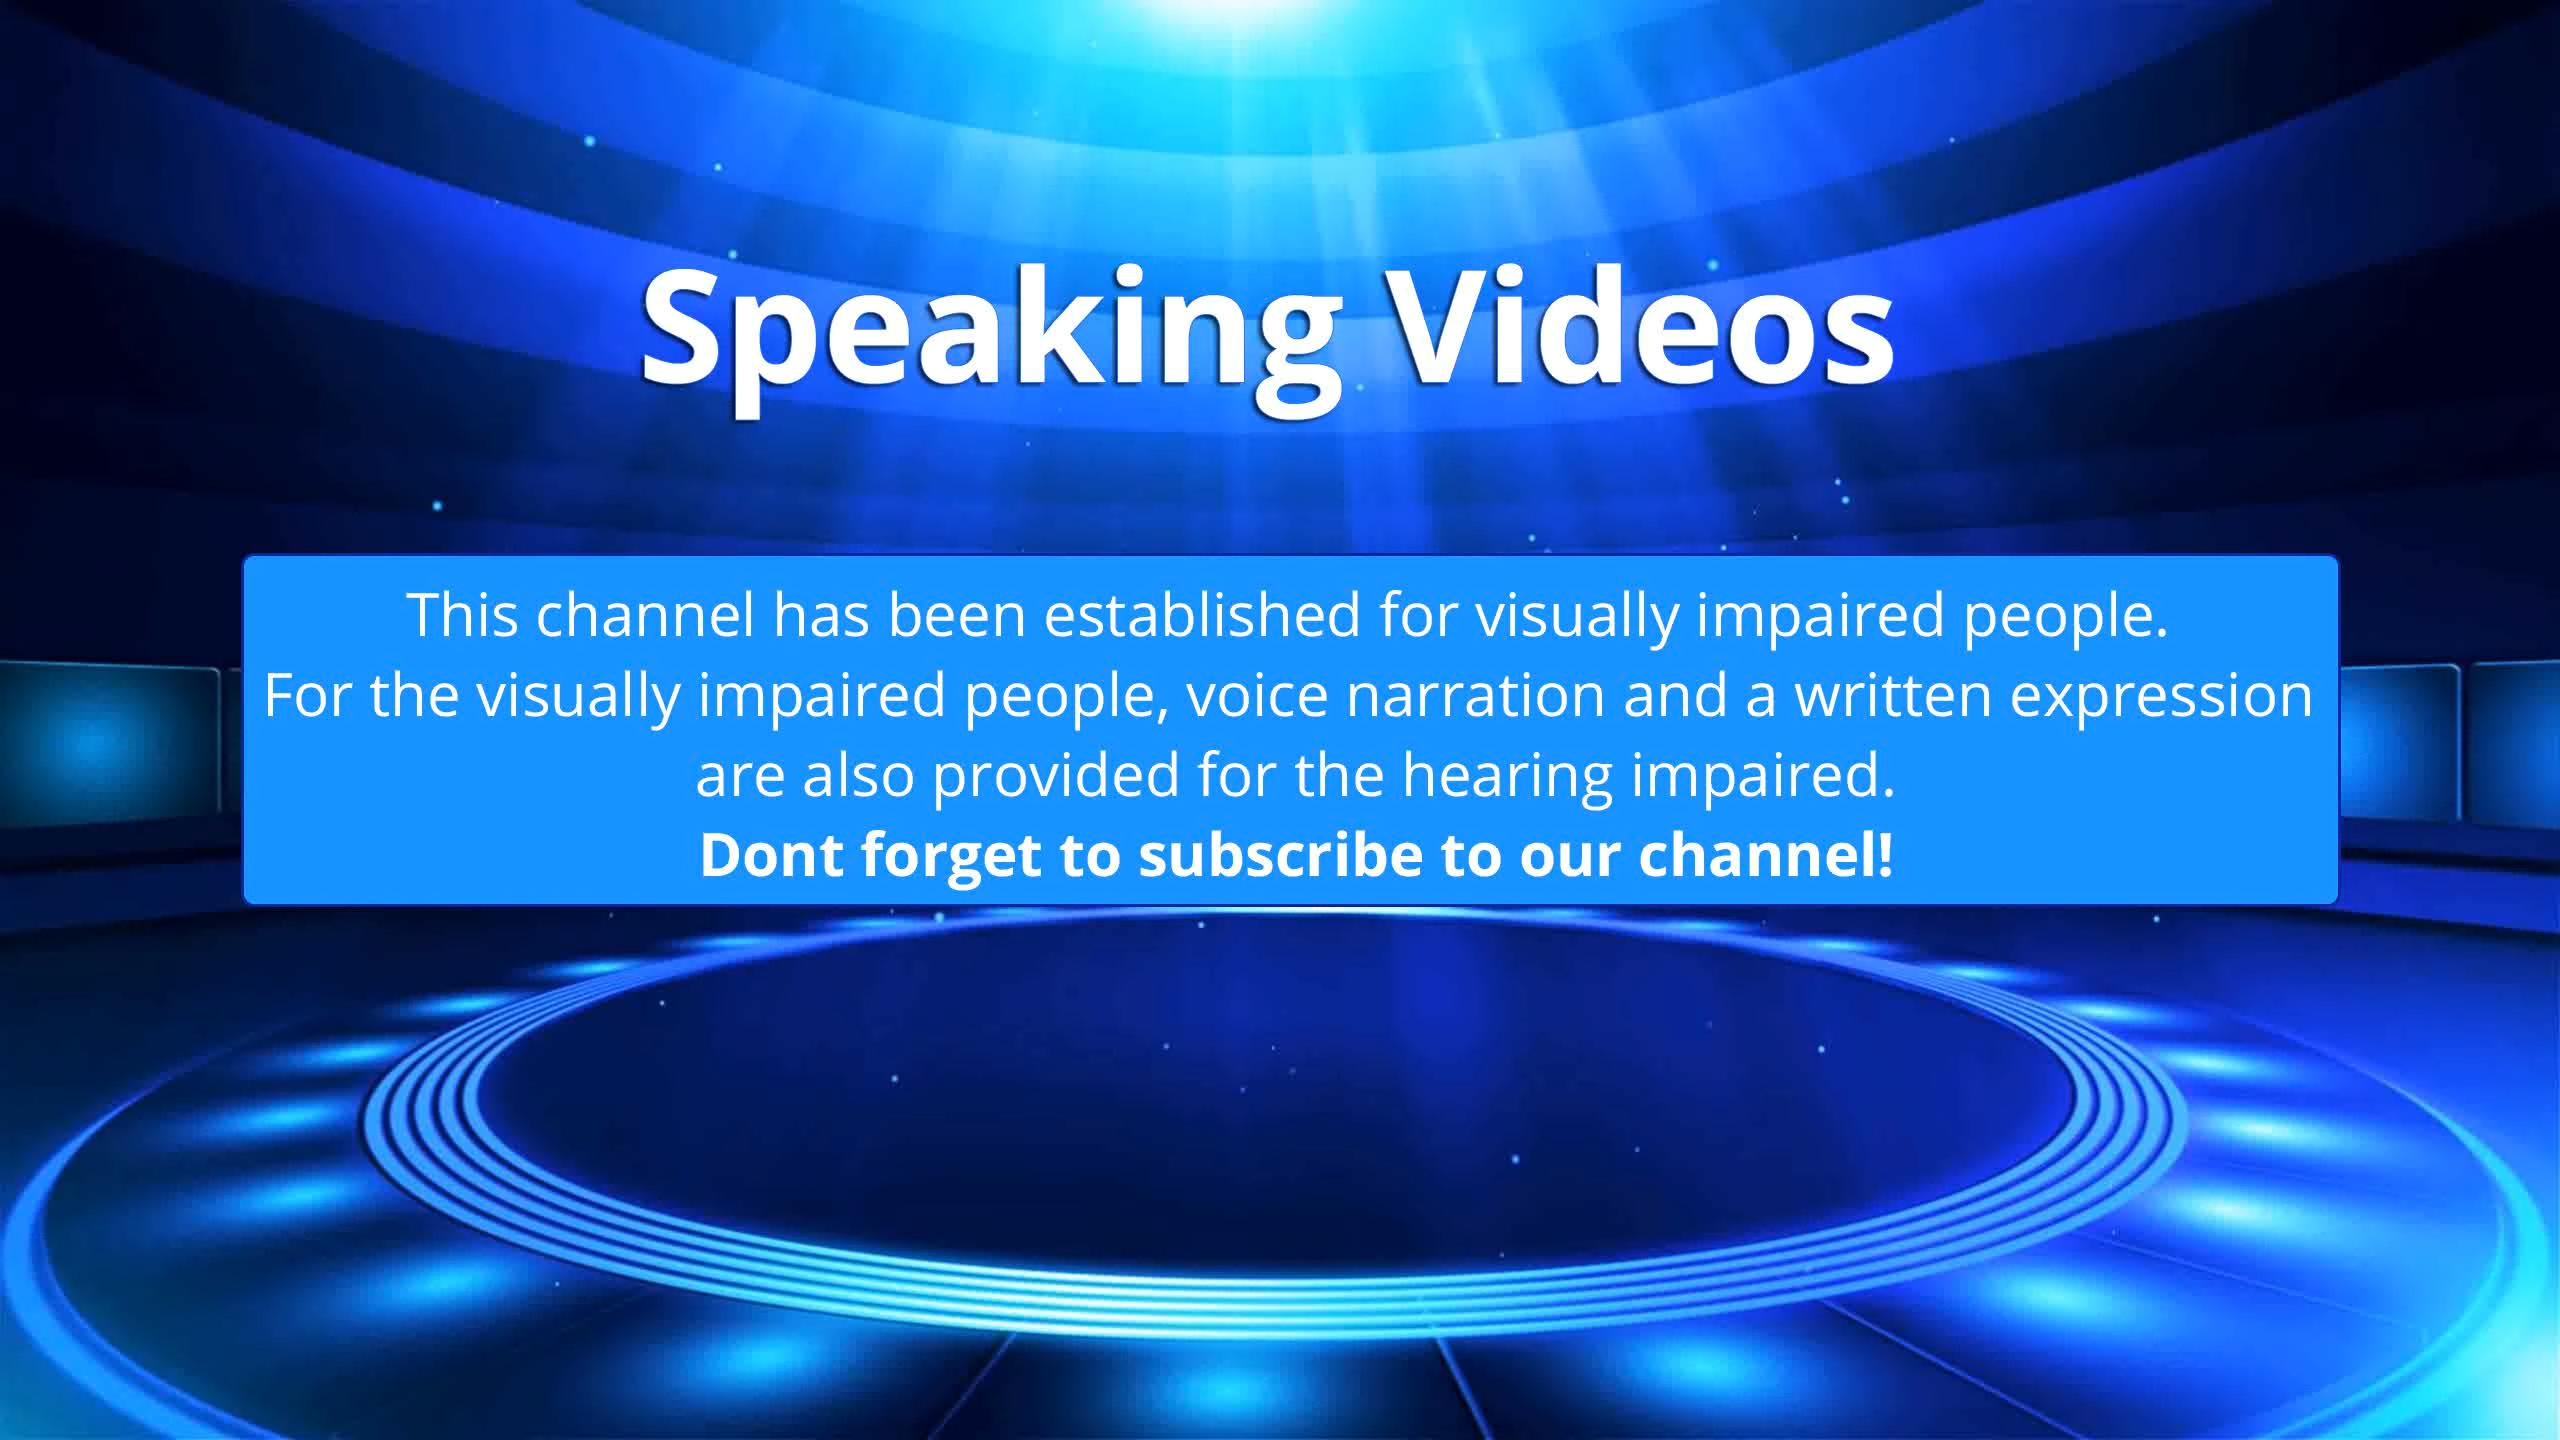 Speaking Videos
This channel has been established for visually impaired people.
For the visually impaired people, voice narration and a written expression
are also provided for the hearing impaired.
Dont forget to subscribe to our channel!